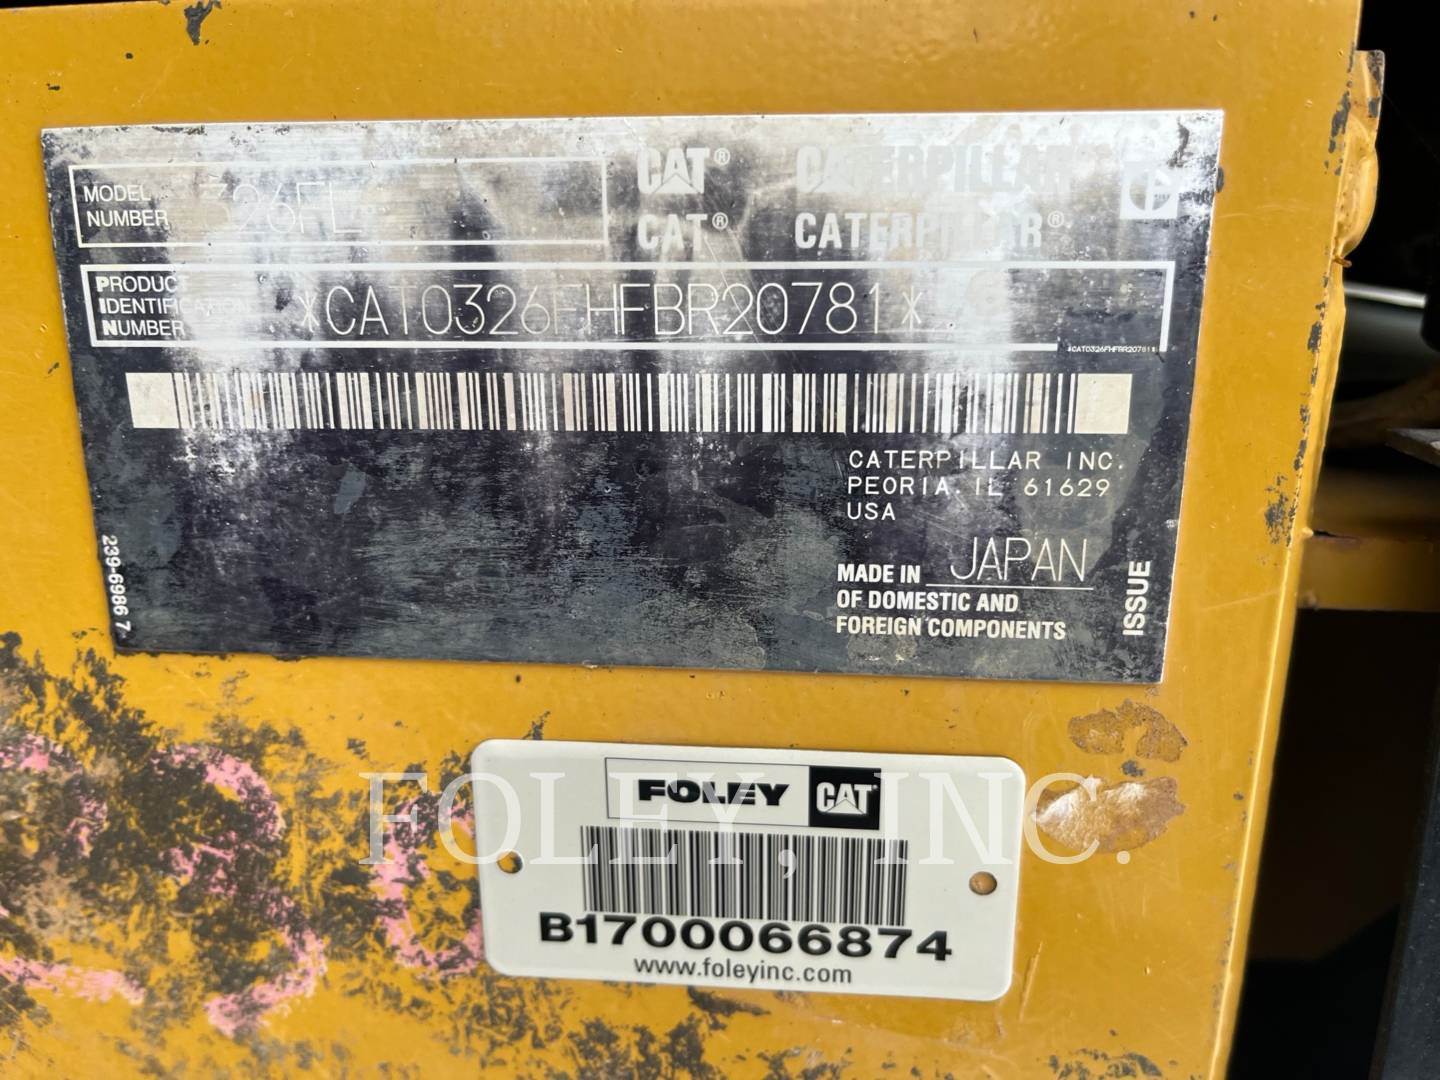 MODEL NUMBER 326FL
CAT® CATERPILLAR
CAT® CATERPILLAR®
PRODUCT IDENTIFICATION NUMBER *CAT0326FHFBR20781*
*CAT0326FHFBR20781*
CATERPILLAR INC.
PEORIA, IL 61629
USA
MADE IN JAPAN
OF DOMESTIC AND
FOREIGN COMPONENTS
ISSUE
239-6986 7
FOLEY CAT
B1700066874
www.foleyinc.com
FOLEY, INC.